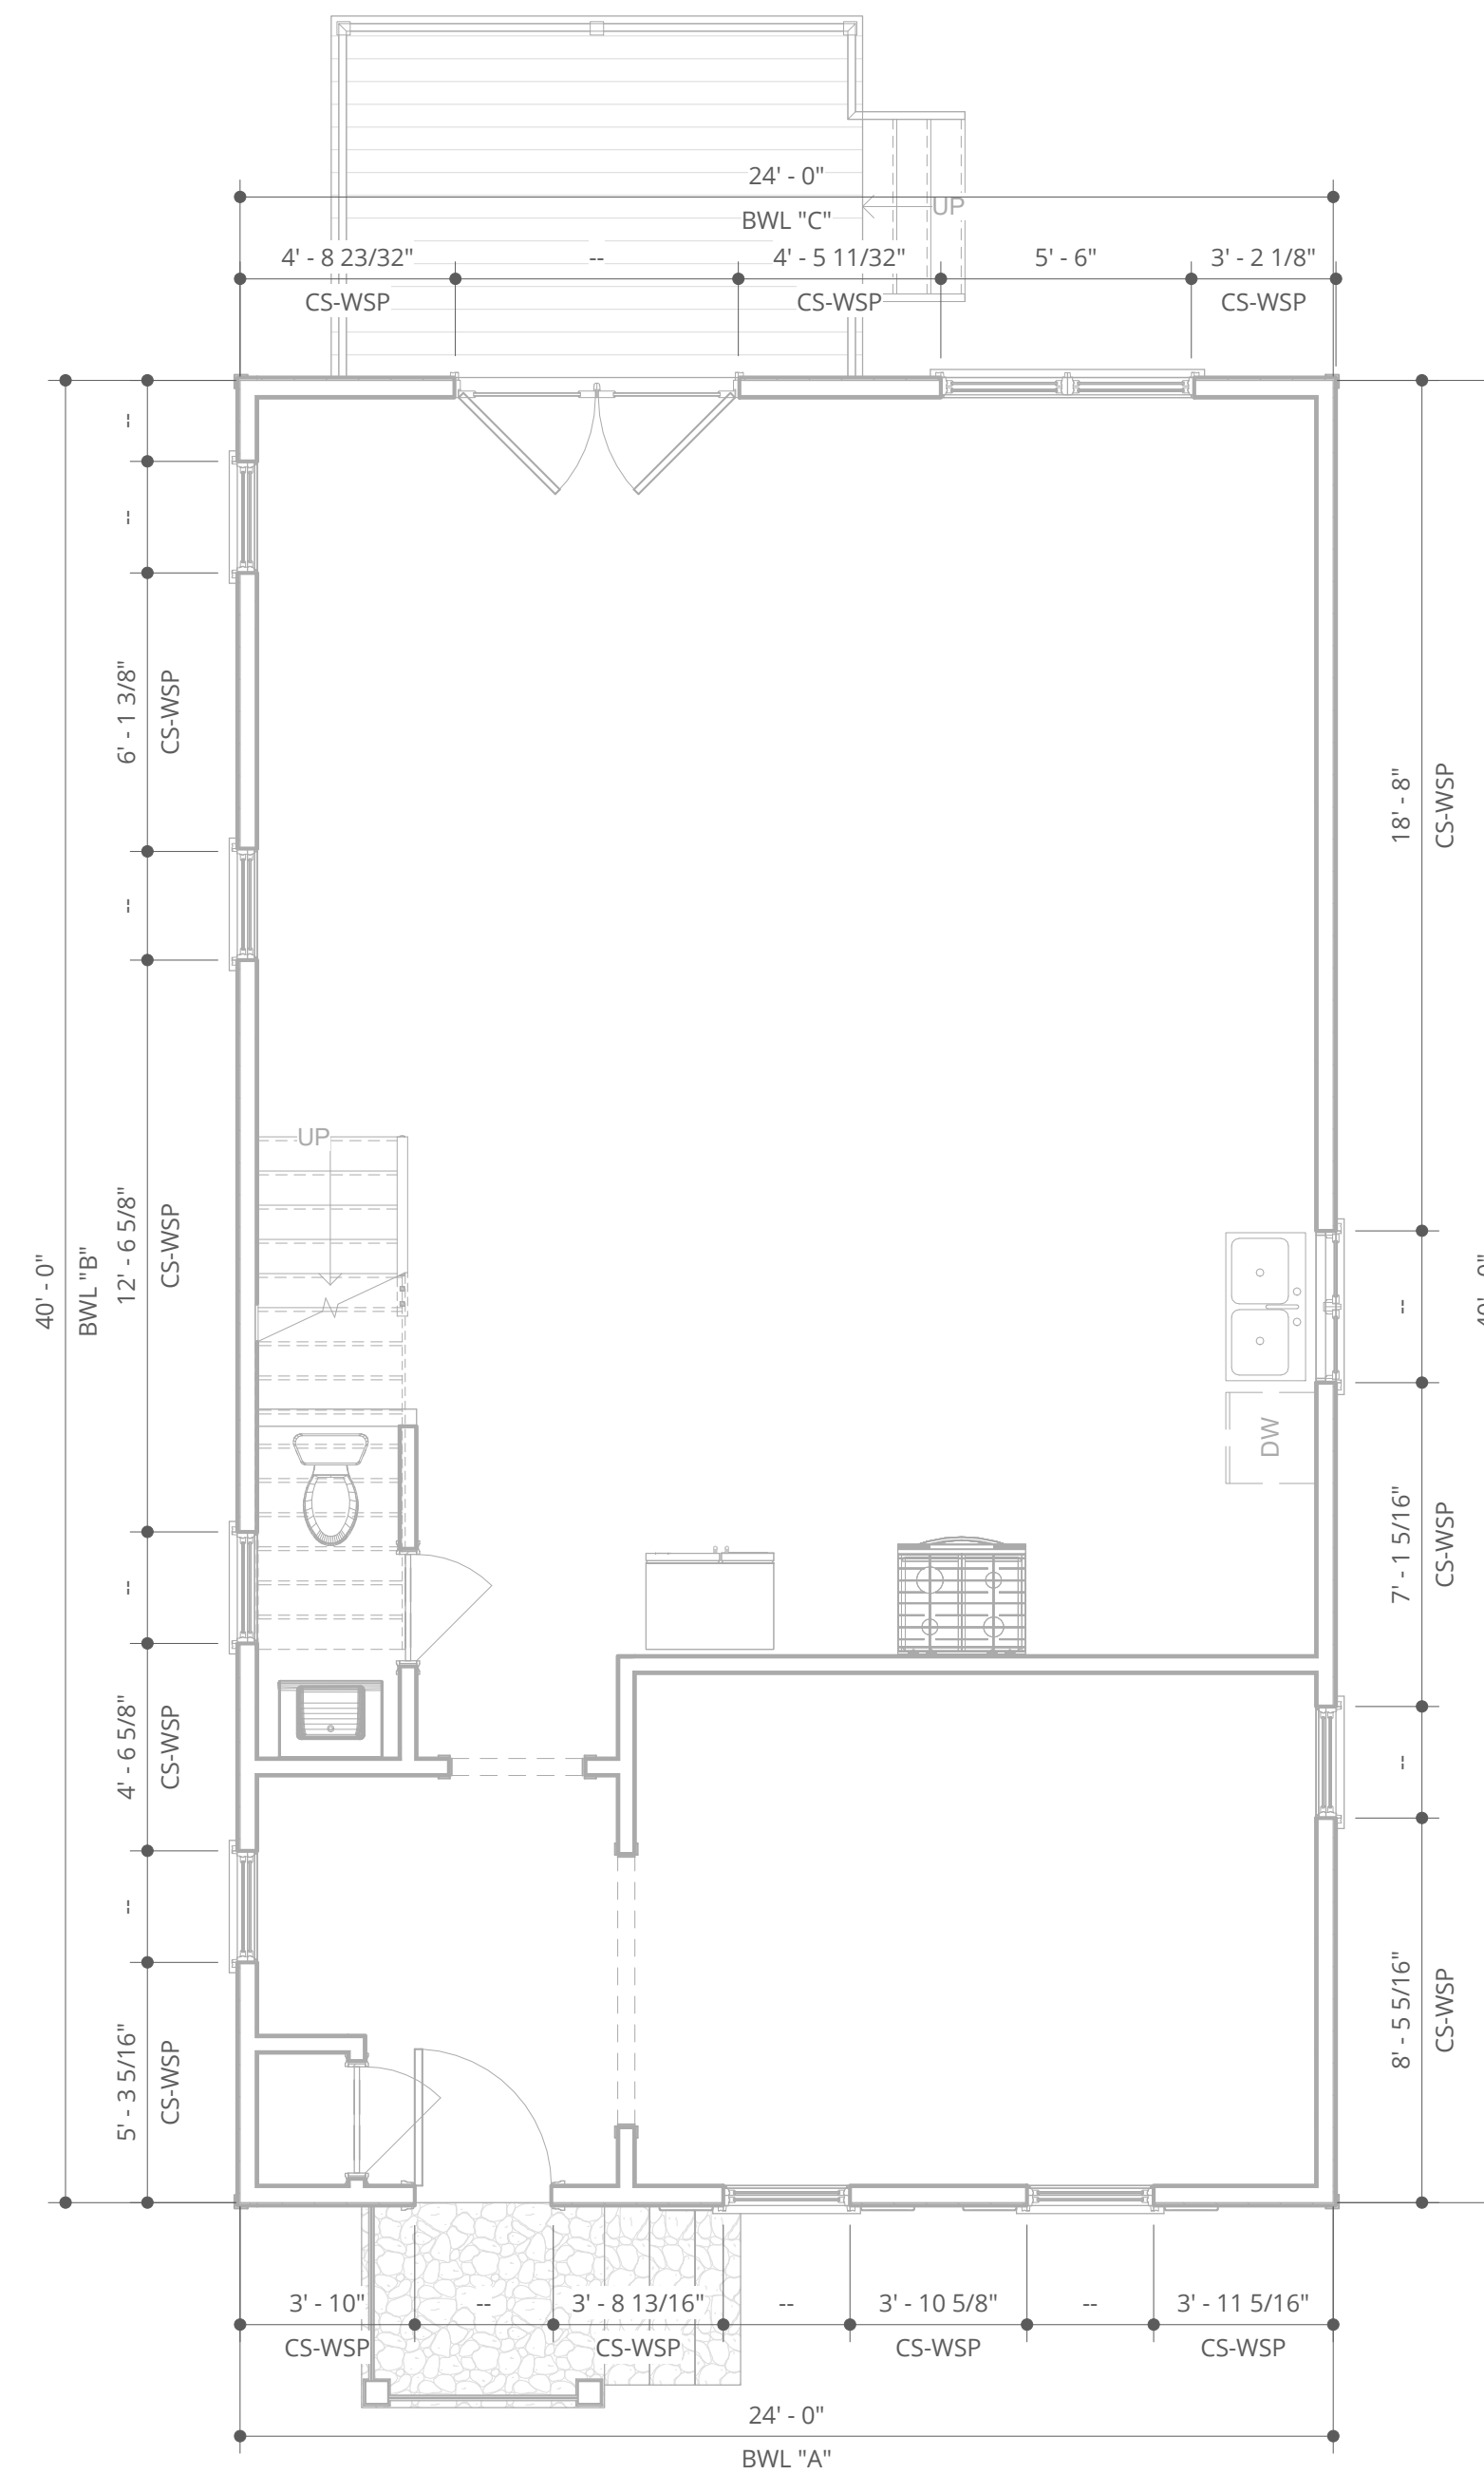 24' - 0"
UP
BWL "C"
4' - 8 23/32"
--
4' - 5 11/32"
5' - 6"
3' - 2 1/8"
CS-WSP
CS-WSP
CS-WSP
--
--
6' - 1 3/8"
CS-WSP
18' - 8"
CS-WSP
--
UP
40' - 0"
BWL "B"
12' - 6 5/8"
CS-WSP
--
DW
7' - 1 5/16"
CS-WSP
--
4' - 6 5/8"
CS-WSP
--
--
8' - 5 5/16"
CS-WSP
5' - 3 5/16"
CS-WSP
3' - 10"
--
3' - 8 13/16"
--
3' - 10 5/8"
--
3' - 11 5/16"
CS-WSP
CS-WSP
CS-WSP
CS-WSP
24' - 0"
BWL "A"